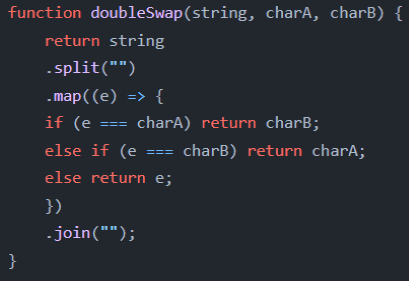 function doubleSwap(string, charA, charB) {
    return string
    .split("")
    .map((e) => {
    if (e === charA) return charB;
    else if (e === charB) return charA;
    else return e;
    })
    .join("");
}